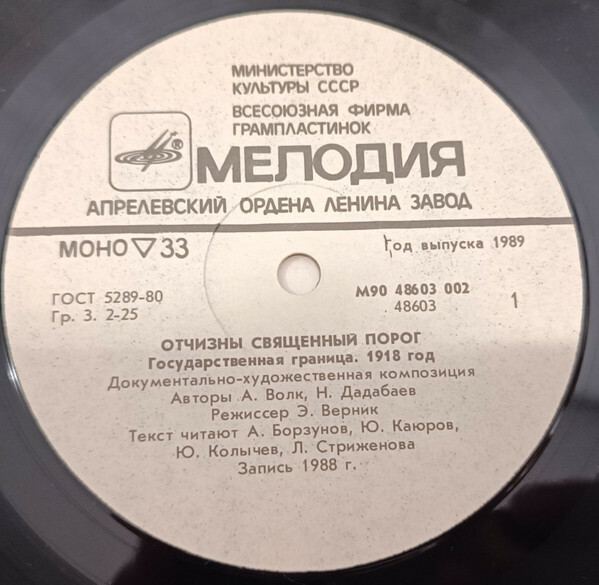 МИНИСТЕРСТВО
КУЛЬТУРЫ СССР
ВСЕСОЮЗНАЯ ФИРМА
ГРАМПЛАСТИНОК
® МЕЛОДИЯ
АПРЕЛЕВСКИЙ ОРДЕНА ЛЕНИНА ЗАВОД
МОНО ▽ 33
Год выпуска 1989
ГОСТ 5289-80
Гр. 3. 2-25
М90 48603 002
48603
1
ОТЧИЗНЫ СВЯЩЕННЫЙ ПОРОГ
Государственная граница. 1918 год
Документально-художественная композиция
Авторы А. Волк, Н. Дадабаев
Режиссер Э. Верник
Текст читают А. Борзунов, Ю. Каюров,
Ю. Колычев, Л. Стриженова
Запись 1988 г.